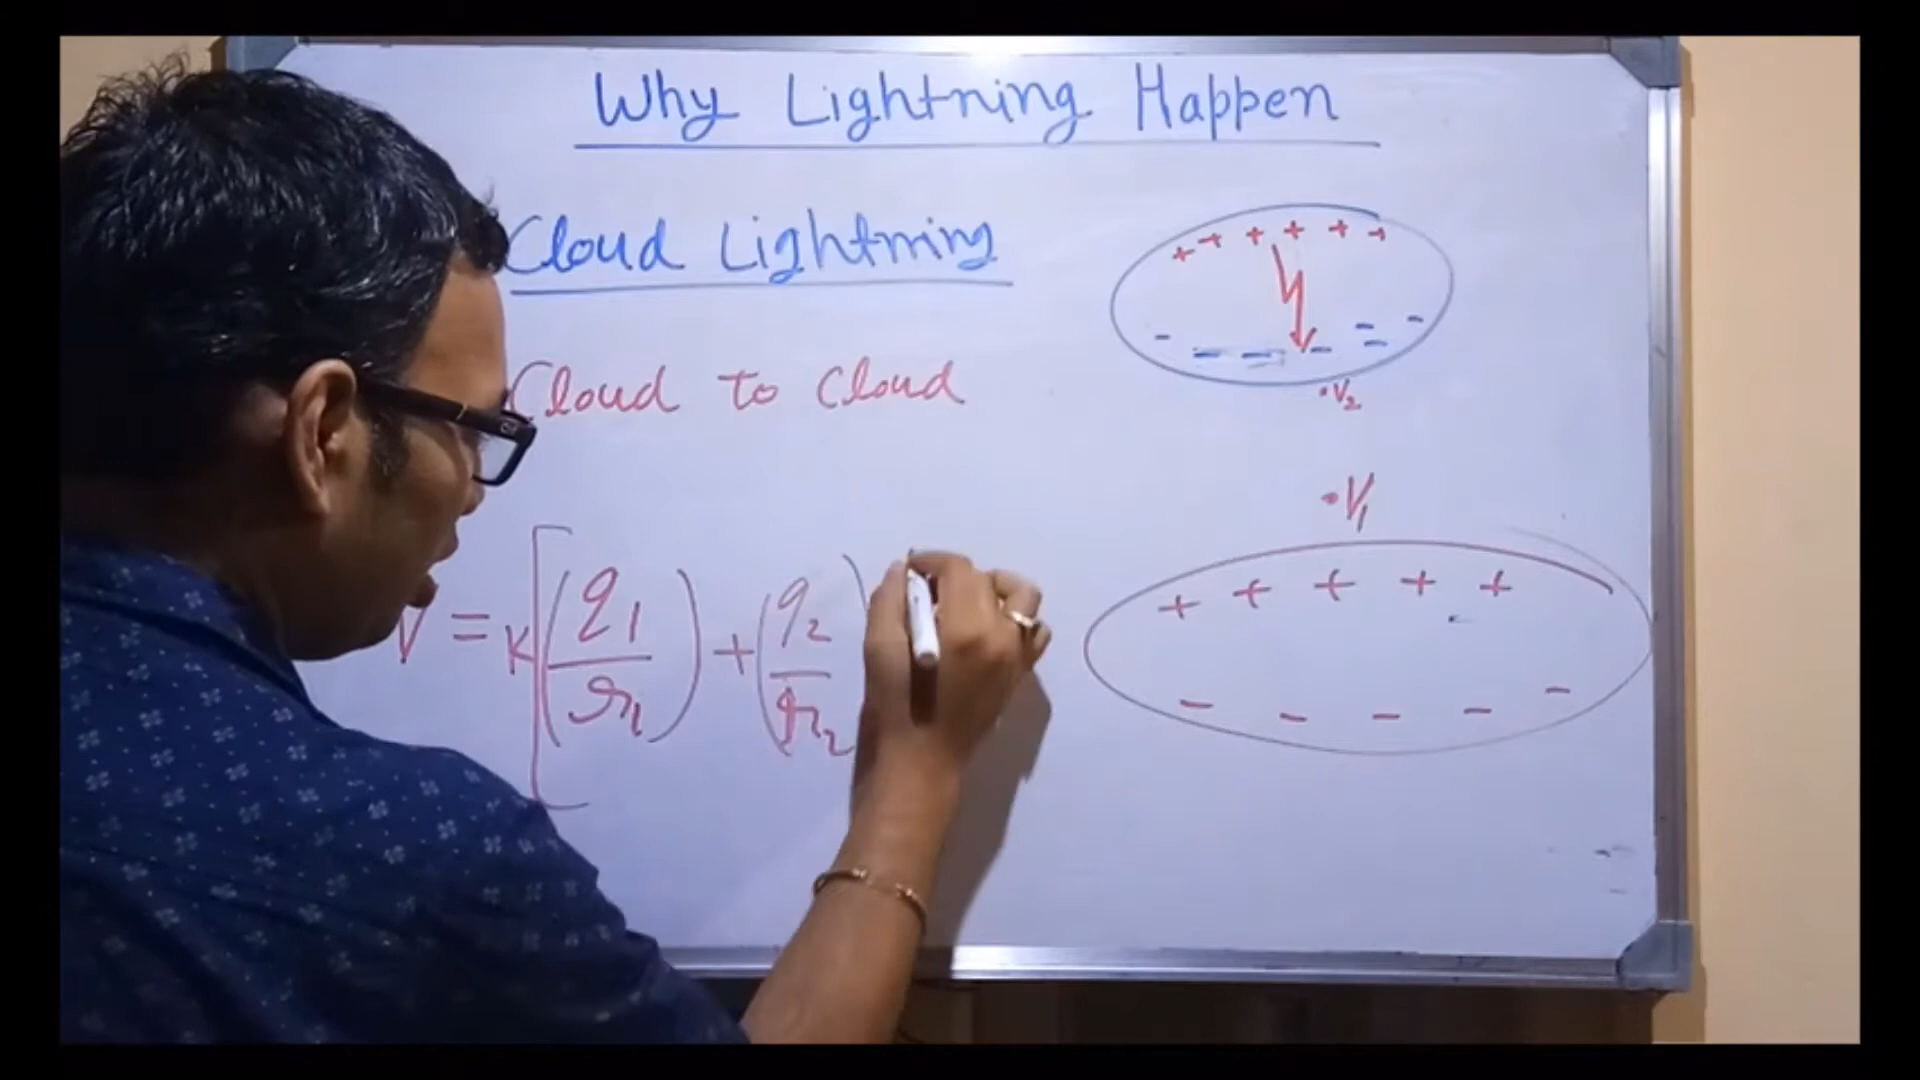 Why Lightning Happen
Cloud Lightning
+ + + + + +
- - - - - - -
Cloud to Cloud
.V₂
.V₁
V = K[(q₁/r₁) + (q₂/r₂)
+ + + + +
- - - - -